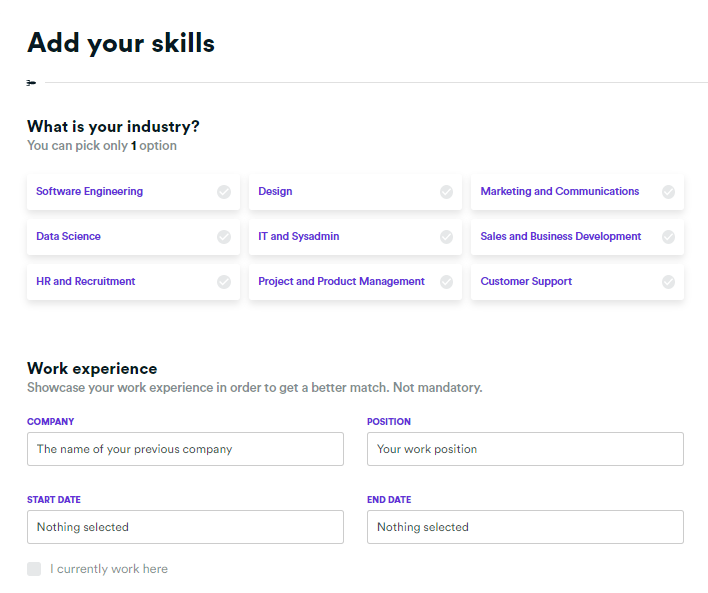 Add your skills
What is your industry?
You can pick only 1 option
Software Engineering
Design
Marketing and Communications
Data Science
IT and Sysadmin
Sales and Business Development
HR and Recruitment
Project and Product Management
Customer Support
Work experience
Showcase your work experience in order to get a better match. Not mandatory.
COMPANY
POSITION
The name of your previous company
Your work position
START DATE
END DATE
Nothing selected
Nothing selected
I currently work here